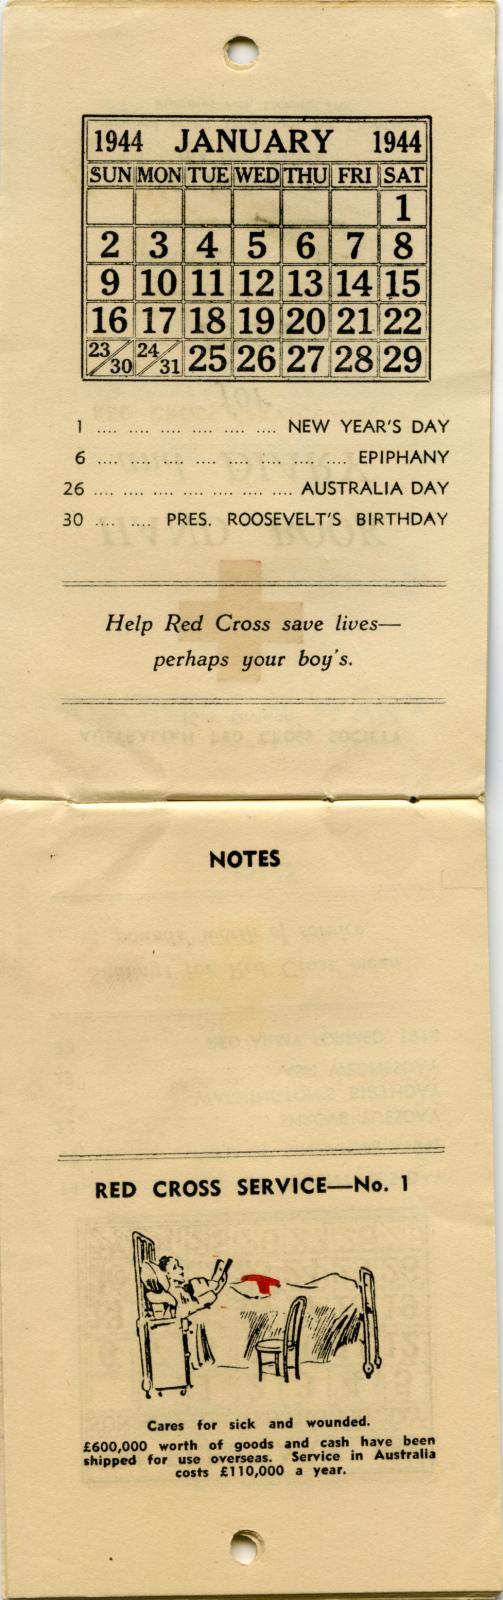 1944 JANUARY 1944
SUN MON TUE WED THU FRI SAT
1
2 3 4 5 6 7 8
9 10 11 12 13 14 15
16 17 18 19 20 21 22
23/30 24/31 25 26 27 28 29
1 .... .... .... .... .... .... NEW YEAR'S DAY
6 .... .... .... .... .... .... .... EPIPHANY
26 .... .... .... .... .... .... AUSTRALIA DAY
30 .... .... PRES. ROOSEVELT'S BIRTHDAY
Help Red Cross save lives—
perhaps your boy's.
NOTES
RED CROSS SERVICE—No. 1
Cares for sick and wounded.
£600,000 worth of goods and cash have been
shipped for use overseas. Service in Australia
costs £110,000 a year.